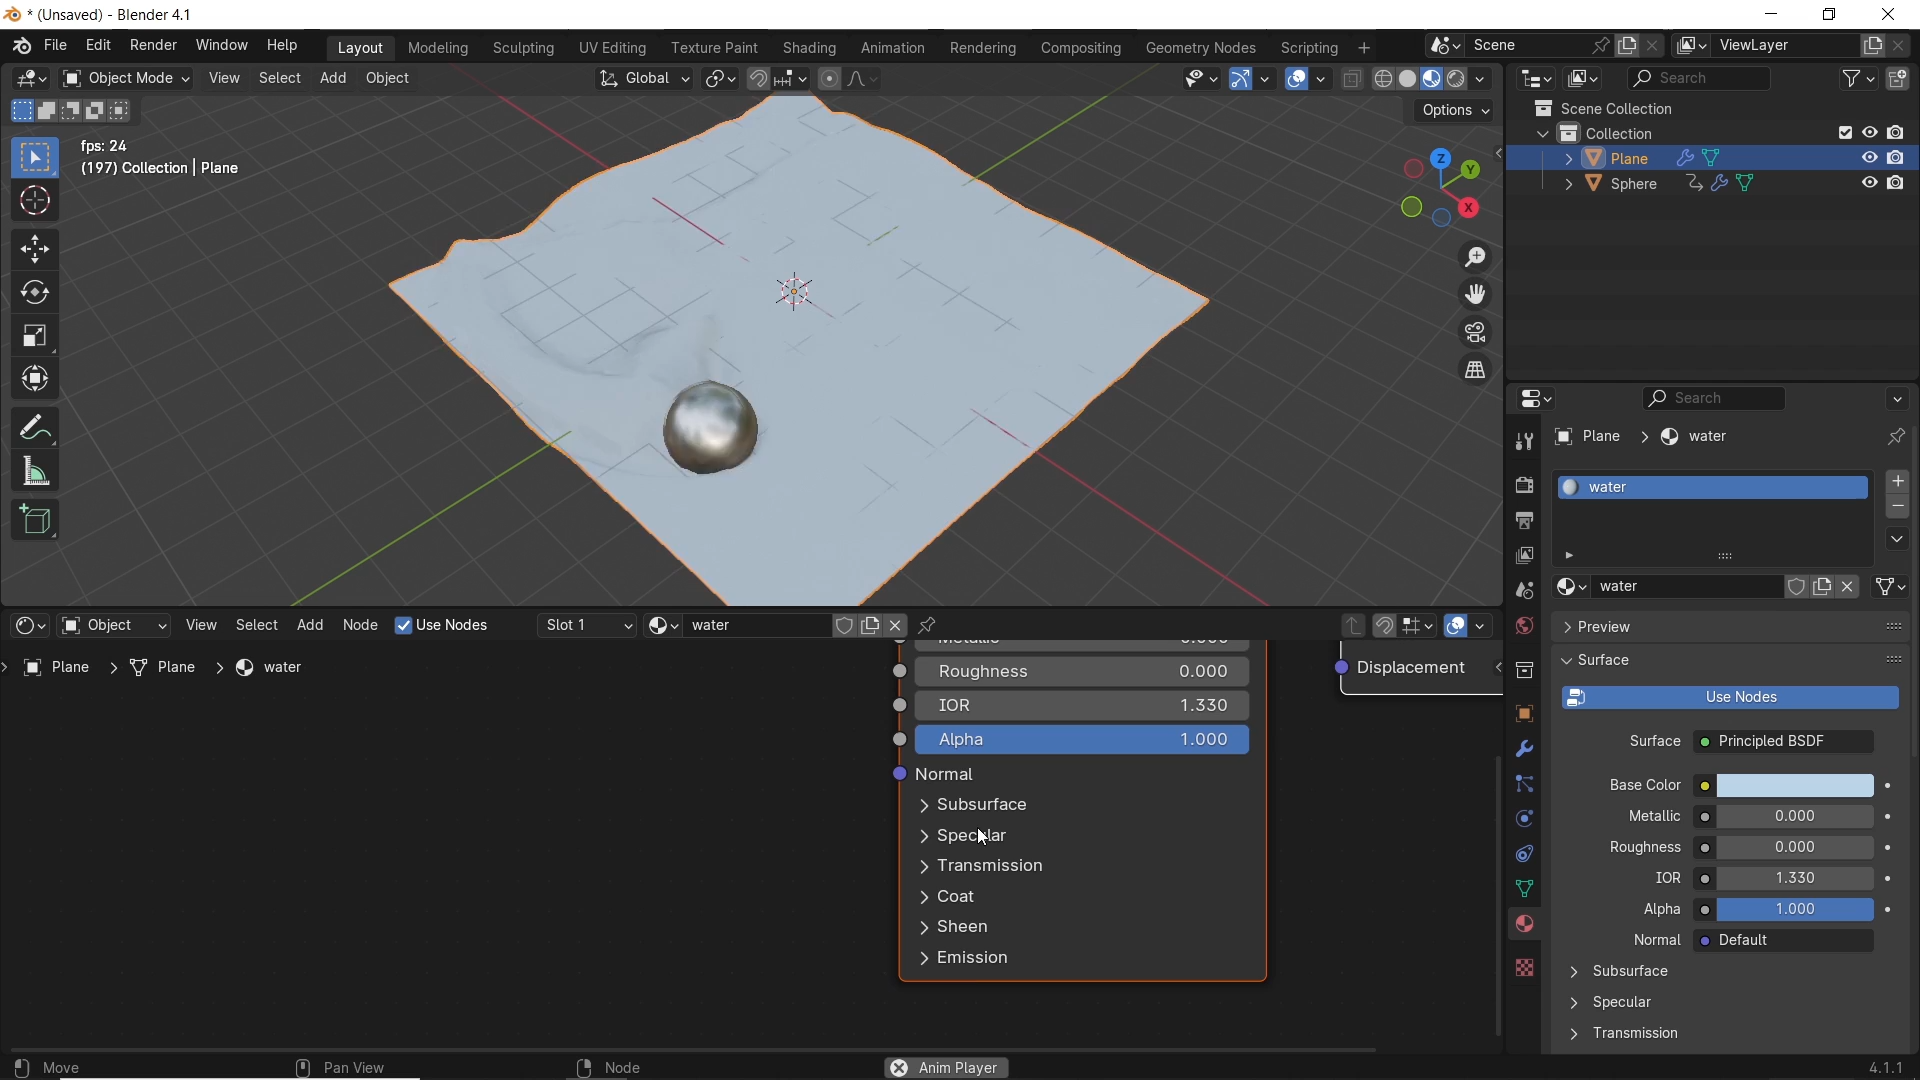 * (Unsaved) - Blender 4.1
File Edit Render Window Help
Layout Modeling Sculpting UV Editing Texture Paint Shading Animation Rendering Compositing Geometry Nodes Scripting +
Scene
ViewLayer
Object Mode View Select Add Object
Global
Search
Options
Scene Collection
Collection
Plane
Sphere
fps: 24
(197) Collection | Plane
Z
Y
X
Search
Plane > water
water
water
Preview
Surface
Use Nodes
Surface Principled BSDF
Base Color
Metallic 0.000
Roughness 0.000
IOR 1.330
Alpha 1.000
Normal Default
Subsurface
Specular
Transmission
Object View Select Add Node Use Nodes Slot 1 water
Plane > Plane > water
Metallic 0.000
Roughness 0.000
IOR 1.330
Alpha 1.000
Normal
Subsurface
Specular
Transmission
Coat
Sheen
Emission
Displacement
Move Pan View Node Anim Player 4.1.1